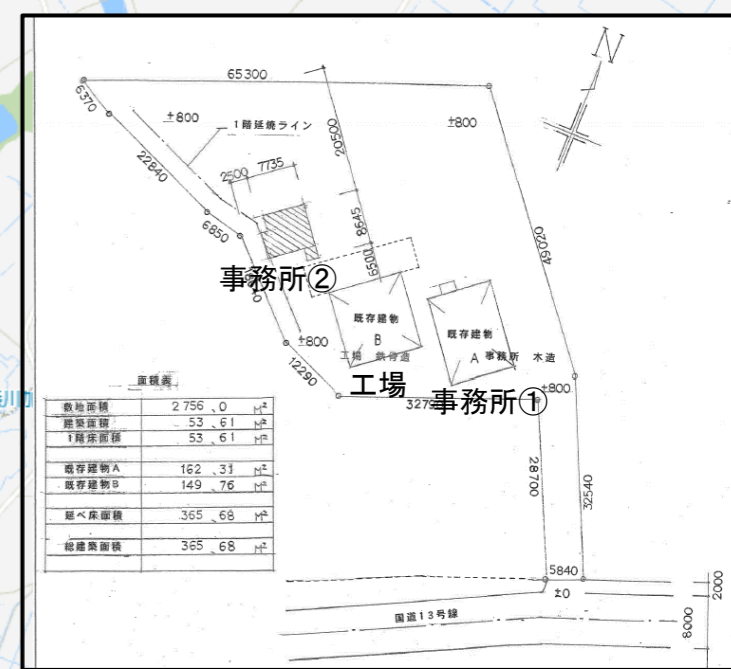 65300
N
6370
±800
1階延焼ライン
±800
22840
20500
2500
7735
6850
8645
49020
6500
事務所②
既存建物
B
工場 鉄骨造
既存建物
A 事務所 木造
±800
12290
工場
事務所①
±800
3279
28700
32540
面積表
敷地面積 2756、0 M²
建築面積 53、61 M²
1階床面積 53、61 M²
既存建物A 162、31 M²
既存建物B 149、76 M²
延べ床面積 365、68 M²
総建築面積 365、68 M²
5840
±0
国道13号線
2000
8000